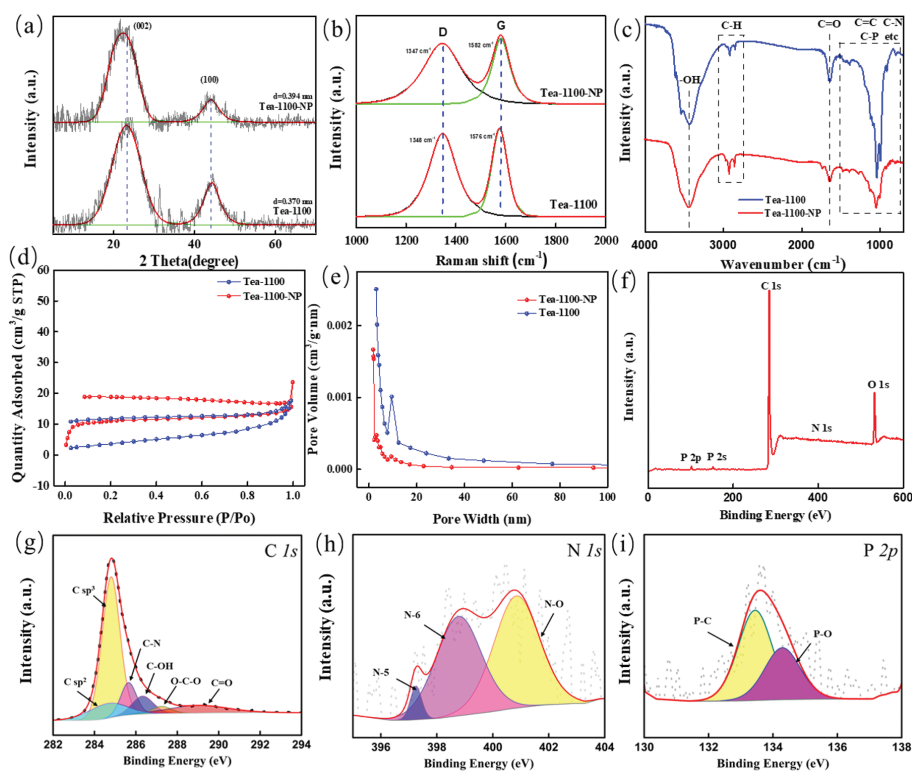 (a)
(002)
(100)
d=0.394 nm
Tea-1100-NP
d=0.370 nm
Tea-1100
Intensity (a.u.)
20 40 60
2 Theta(degree)
(b)
D G
1347 cm⁻¹
1582 cm⁻¹
Tea-1100-NP
1348 cm⁻¹
1576 cm⁻¹
Tea-1100
Intensity (a.u.)
1000 1200 1400 1600 1800 2000
Raman shift (cm⁻¹)
(c)
C-H
C=O
C=C C-N
C-P etc
-OH
Tea-1100
Tea-1100-NP
Intensity (a.u.)
4000 3000 2000 1000
Wavenumber (cm⁻¹)
(d)
Tea-1100
Tea-1100-NP
Quantity Adsorbed (cm³/g STP)
60
50
40
30
20
10
0
-10
0.0 0.2 0.4 0.6 0.8 1.0
Relative Pressure (P/Po)
(e)
Tea-1100-NP
Tea-1100
Pore Volume (cm³/g·nm)
0.002
0.001
0.000
0 20 40 60 80 100
Pore Width (nm)
(f)
C 1s
O 1s
N 1s
P 2p P 2s
Intensity (a.u.)
0 200 400 600
Binding Energy (eV)
(g)
C 1s
C sp³
C-N
C-OH
C sp²
O-C-O
C=O
Intensity (a.u.)
282 284 286 288 290 292 294
Binding Energy (eV)
(h)
N 1s
N-6
N-O
N-5
Intensity (a.u.)
396 398 400 402 404
Binding Energy (eV)
(i)
P 2p
P-C
P-O
Intensity (a.u.)
130 132 134 136 138
Binding Energy (eV)